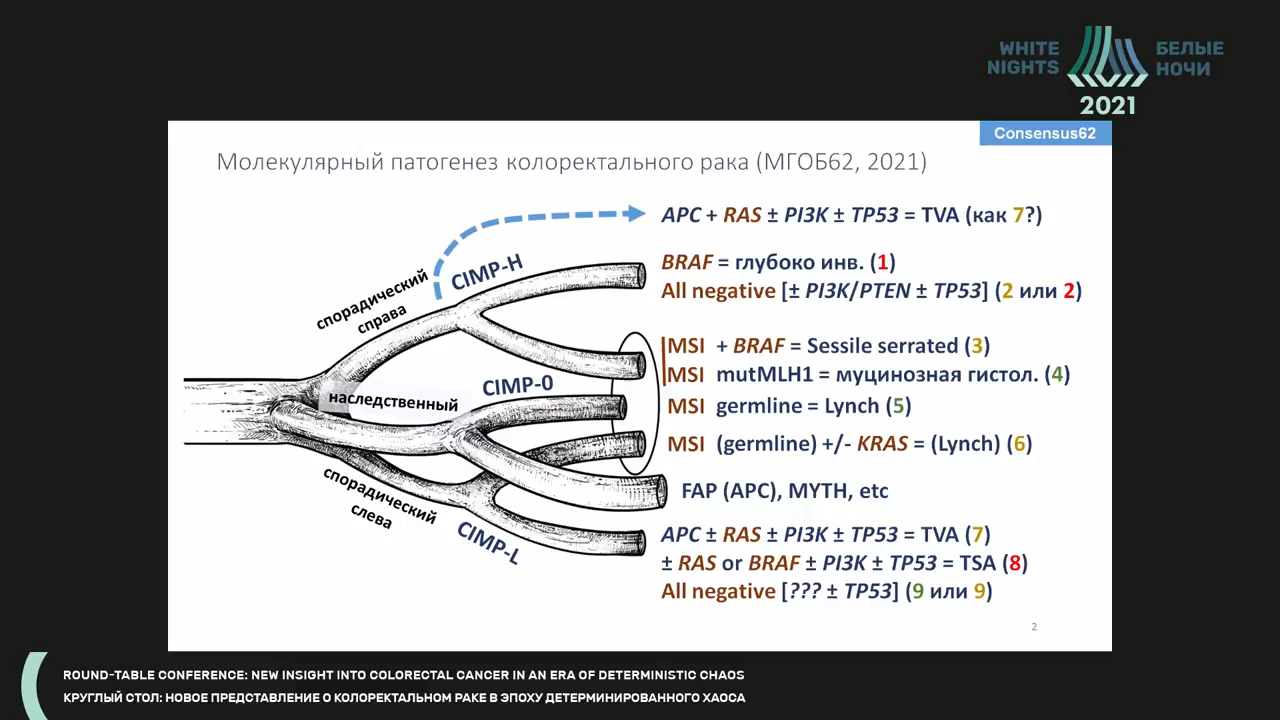 WHITE NIGHTS
БЕЛЫЕ НОЧИ
2021
Consensus62
Молекулярный патогенез колоректального рака (МГОБ62, 2021)
APC + RAS ± PI3K ± TP53 = TVA (как 7?)
BRAF = глубоко инв. (1)
All negative [± PI3K/PTEN ± TP53] (2 или 2)
MSI + BRAF = Sessile serrated (3)
MSI mutMLH1 = муцинозная гистол. (4)
MSI germline = Lynch (5)
MSI (germline) +/- KRAS = (Lynch) (6)
FAP (APC), MYTH, etc
APC ± RAS ± PI3K ± TP53 = TVA (7)
± RAS or BRAF ± PI3K ± TP53 = TSA (8)
All negative [??? ± TP53] (9 или 9)
спорадический
справа
CIMP-H
наследственный
CIMP-0
спорадический
слева
CIMP-L
2
ROUND-TABLE CONFERENCE: NEW INSIGHT INTO COLORECTAL CANCER IN AN ERA OF DETERMINISTIC CHAOS
КРУГЛЫЙ СТОЛ: НОВОЕ ПРЕДСТАВЛЕНИЕ О КОЛОРЕКТАЛЬНОМ РАКЕ В ЭПОХУ ДЕТЕРМИНИРОВАННОГО ХАОСА